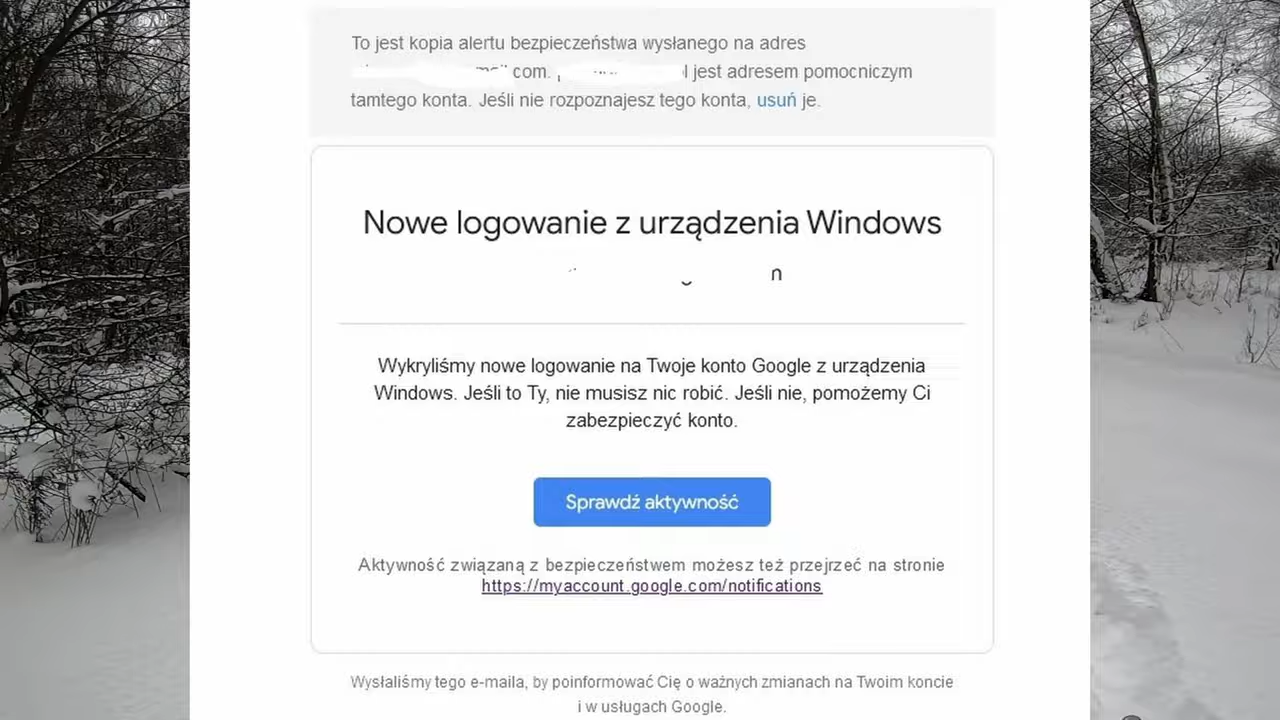 To jest kopia alertu bezpieczeństwa wysłanego na adres
com. jest adresem pomocniczym
tamtego konta. Jeśli nie rozpoznajesz tego konta, usuń je.
Nowe logowanie z urządzenia Windows
Wykryliśmy nowe logowanie na Twoje konto Google z urządzenia
Windows. Jeśli to Ty, nie musisz nic robić. Jeśli nie, pomożemy Ci
zabezpieczyć konto.
Sprawdź aktywność
Aktywność związaną z bezpieczeństwem możesz też przejrzeć na stronie
https://myaccount.google.com/notifications
Wysłaliśmy tego e-maila, by poinformować Cię o ważnych zmianach na Twoim koncie
i w usługach Google.